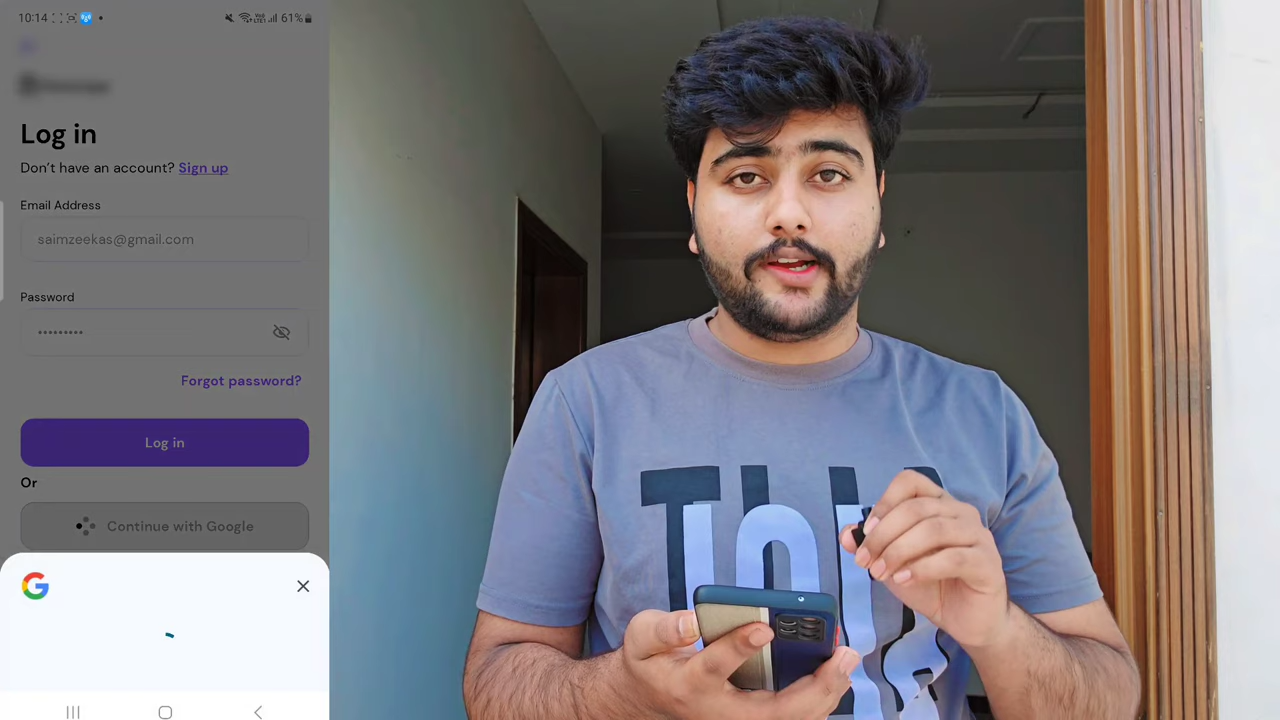 10:14
61%
Log in
Don't have an account? Sign up
Email Address
saimzeekas@gmail.com
Password
•••••••••
Forgot password?
Log in
Or
Continue with Google
G